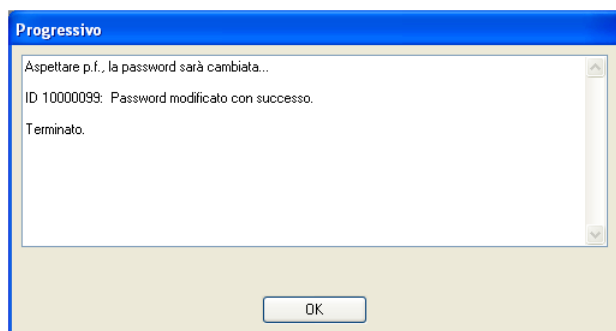 Progressivo
Aspettare p.f., la password sarà cambiata...
ID 10000099:  Password modificato con successo.
Terminato.
OK